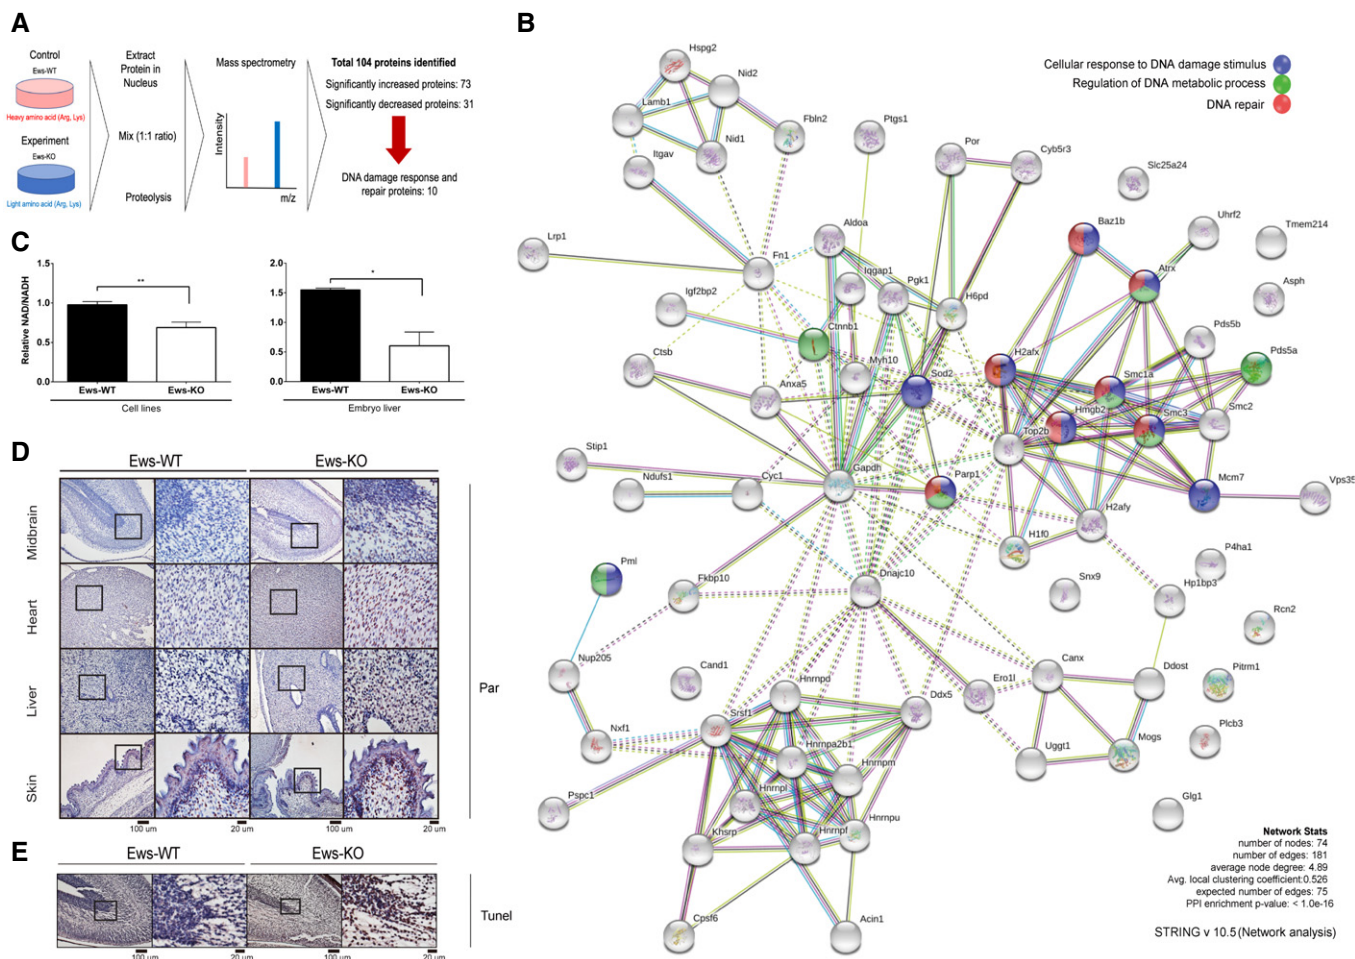 A
Control
Ews-WT
Heavy amino acid (Arg, Lys)
Experiment
Ews-KO
Light amino acid (Arg, Lys)
Extract
Protein in
Nucleus
Mix (1:1 ratio)
Proteolysis
Mass spectrometry
Intensity
m/z
Total 104 proteins identified
Significantly increased proteins: 73
Significantly decreased proteins: 31
DNA damage response and
repair proteins: 10
B
Cellular response to DNA damage stimulus
Regulation of DNA metabolic process
DNA repair
Hspg2
Nid2
Lamb1
Fbln2
Ptgs1
Nid1
Itgav
Por
Cyb5r3
Slc25a24
Lrp1
Aldoa
Fn1
Baz1b
Uhrf2
Tmem214
Iqgap1
Pgk1
Atrx
Asph
Igf2bp2
H6pd
Ctnnb1
Pds5b
Pds5a
Ctsb
Myh10
H2afx
Sod2
Smc1a
Anxa5
Hmgb2
Smc3
Smc2
Top2b
Stip1
Gapdh
Ndufs1
Cyc1
Parp1
Mcm7
Vps35
H2afy
H1f0
P4ha1
Pml
Fkbp10
Dnajc10
Snx9
Hp1bp3
Rcn2
Nup205
Cand1
Canx
Ddost
Pitrm1
Hnrnpd
Ero1l
Ddx5
Srsf1
Nxf1
Plcb3
Hnrnpa2b1
Uggt1
Mogs
Hnrnpm
Hnrnpl
Glg1
Pspc1
Hnrnpu
Khsrp
Hnrnpf
Cpsf6
Acin1
Network Stats
number of nodes: 74
number of edges: 181
average node degree: 4.89
Avg. local clustering coefficient:0.526
expected number of edges: 75
PPI enrichment p-value: < 1.0e-16
STRING v 10.5 (Network analysis)
C
Relative NAD/NADH
1.5
1.0
0.5
0.0
**
Ews-WT
Ews-KO
Cell lines
2.0
1.5
1.0
0.5
0.0
*
Ews-WT
Ews-KO
Embryo liver
D
Ews-WT
Ews-KO
Midbrain
Heart
Liver
Skin
Par
100 um
20 um
100 um
20 um
E
Ews-WT
Ews-KO
Tunel
100 um
20 um
100 um
20 um